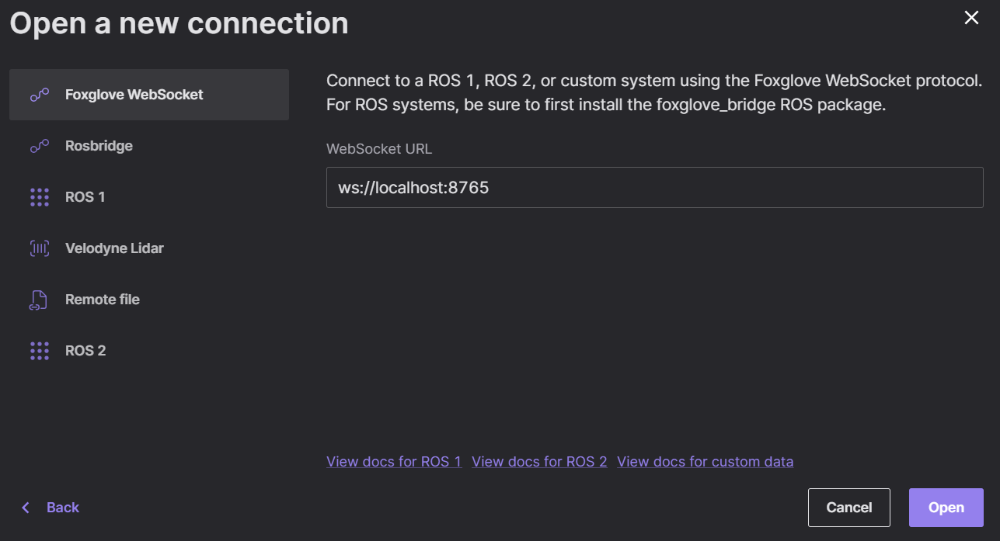 Open a new connection
Foxglove WebSocket
Rosbridge
ROS 1
Velodyne Lidar
Remote file
ROS 2
Connect to a ROS 1, ROS 2, or custom system using the Foxglove WebSocket protocol.
For ROS systems, be sure to first install the foxglove_bridge ROS package.
WebSocket URL
ws://localhost:8765
View docs for ROS 1 View docs for ROS 2 View docs for custom data
Back
Cancel
Open